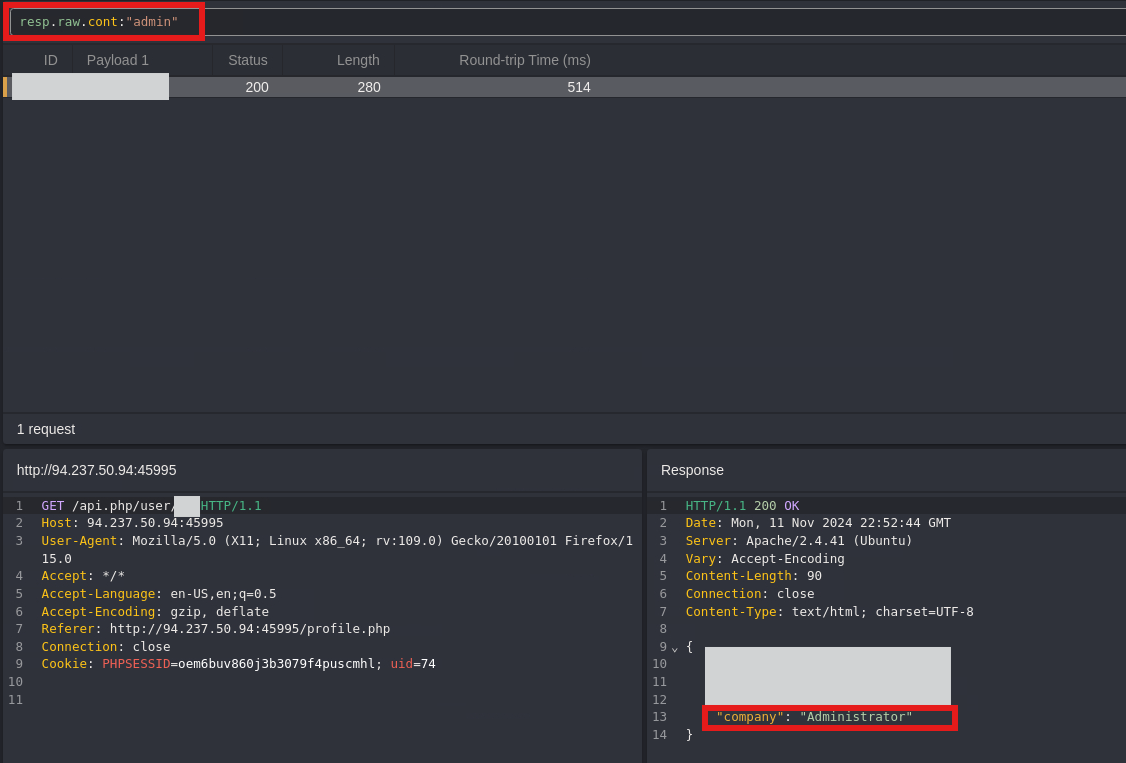 resp.raw.cont:"admin"
ID Payload 1 Status Length Round-trip Time (ms)
200 280 514
1 request
http://94.237.50.94:45995
1 GET /api.php/user/ HTTP/1.1
2 Host: 94.237.50.94:45995
3 User-Agent: Mozilla/5.0 (X11; Linux x86_64; rv:109.0) Gecko/20100101 Firefox/1
15.0
4 Accept: */*
5 Accept-Language: en-US,en;q=0.5
6 Accept-Encoding: gzip, deflate
7 Referer: http://94.237.50.94:45995/profile.php
8 Connection: close
9 Cookie: PHPSESSID=oem6buv860j3b3079f4puscmhl; uid=74
10
11
Response
1 HTTP/1.1 200 OK
2 Date: Mon, 11 Nov 2024 22:52:44 GMT
3 Server: Apache/2.4.41 (Ubuntu)
4 Vary: Accept-Encoding
5 Content-Length: 90
6 Connection: close
7 Content-Type: text/html; charset=UTF-8
8
9 {
10
11
12
13 "company": "Administrator"
14 }